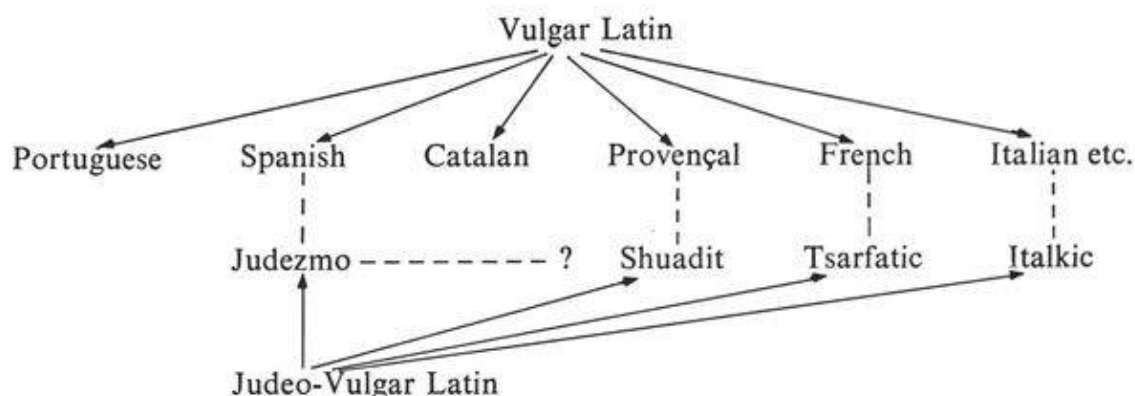 Vulgar Latin
Portuguese Spanish Catalan Provençal French Italian etc.
Judezmo ? Shuadit Tsarfatic Italkic
Judeo-Vulgar Latin